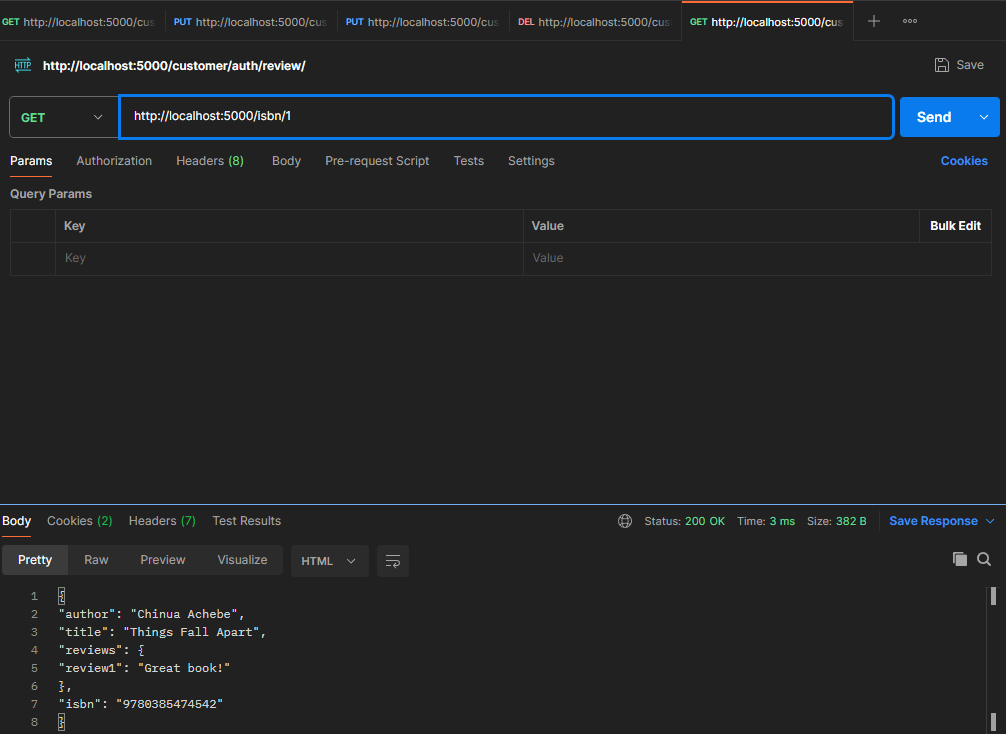 GET http://localhost:5000/cus PUT http://localhost:5000/cus PUT http://localhost:5000/cus DEL http://localhost:5000/cus GET http://localhost:5000/cus
HTTP http://localhost:5000/customer/auth/review/ Save
GET http://localhost:5000/isbn/1 Send
Params Authorization Headers (8) Body Pre-request Script Tests Settings Cookies
Query Params
Key Value Bulk Edit
Key Value
Body Cookies (2) Headers (7) Test Results Status: 200 OK Time: 3 ms Size: 382 B Save Response
Pretty Raw Preview Visualize HTML
1 {
2 "author": "Chinua Achebe",
3 "title": "Things Fall Apart",
4 "reviews": {
5 "review1": "Great book!"
6 },
7 "isbn": "9780385474542"
8 }